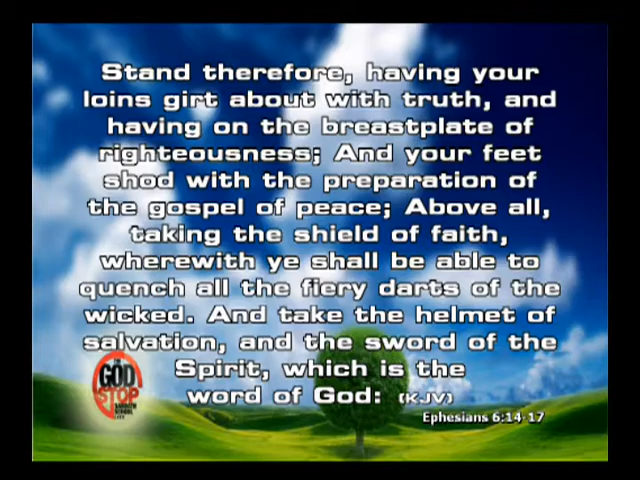 Stand therefore, having your
loins girt about with truth, and
having on the breastplate of
righteousness; And your feet
shod with the preparation of
the gospel of peace; Above all,
taking the shield of faith,
wherewith ye shall be able to
quench all the fiery darts of the
wicked. And take the helmet of
salvation, and the sword of the
Spirit, which is the
word of God: (KJV)
Ephesians 6:14-17
THE
GOD
STOP
SABBATH
SCHOOL